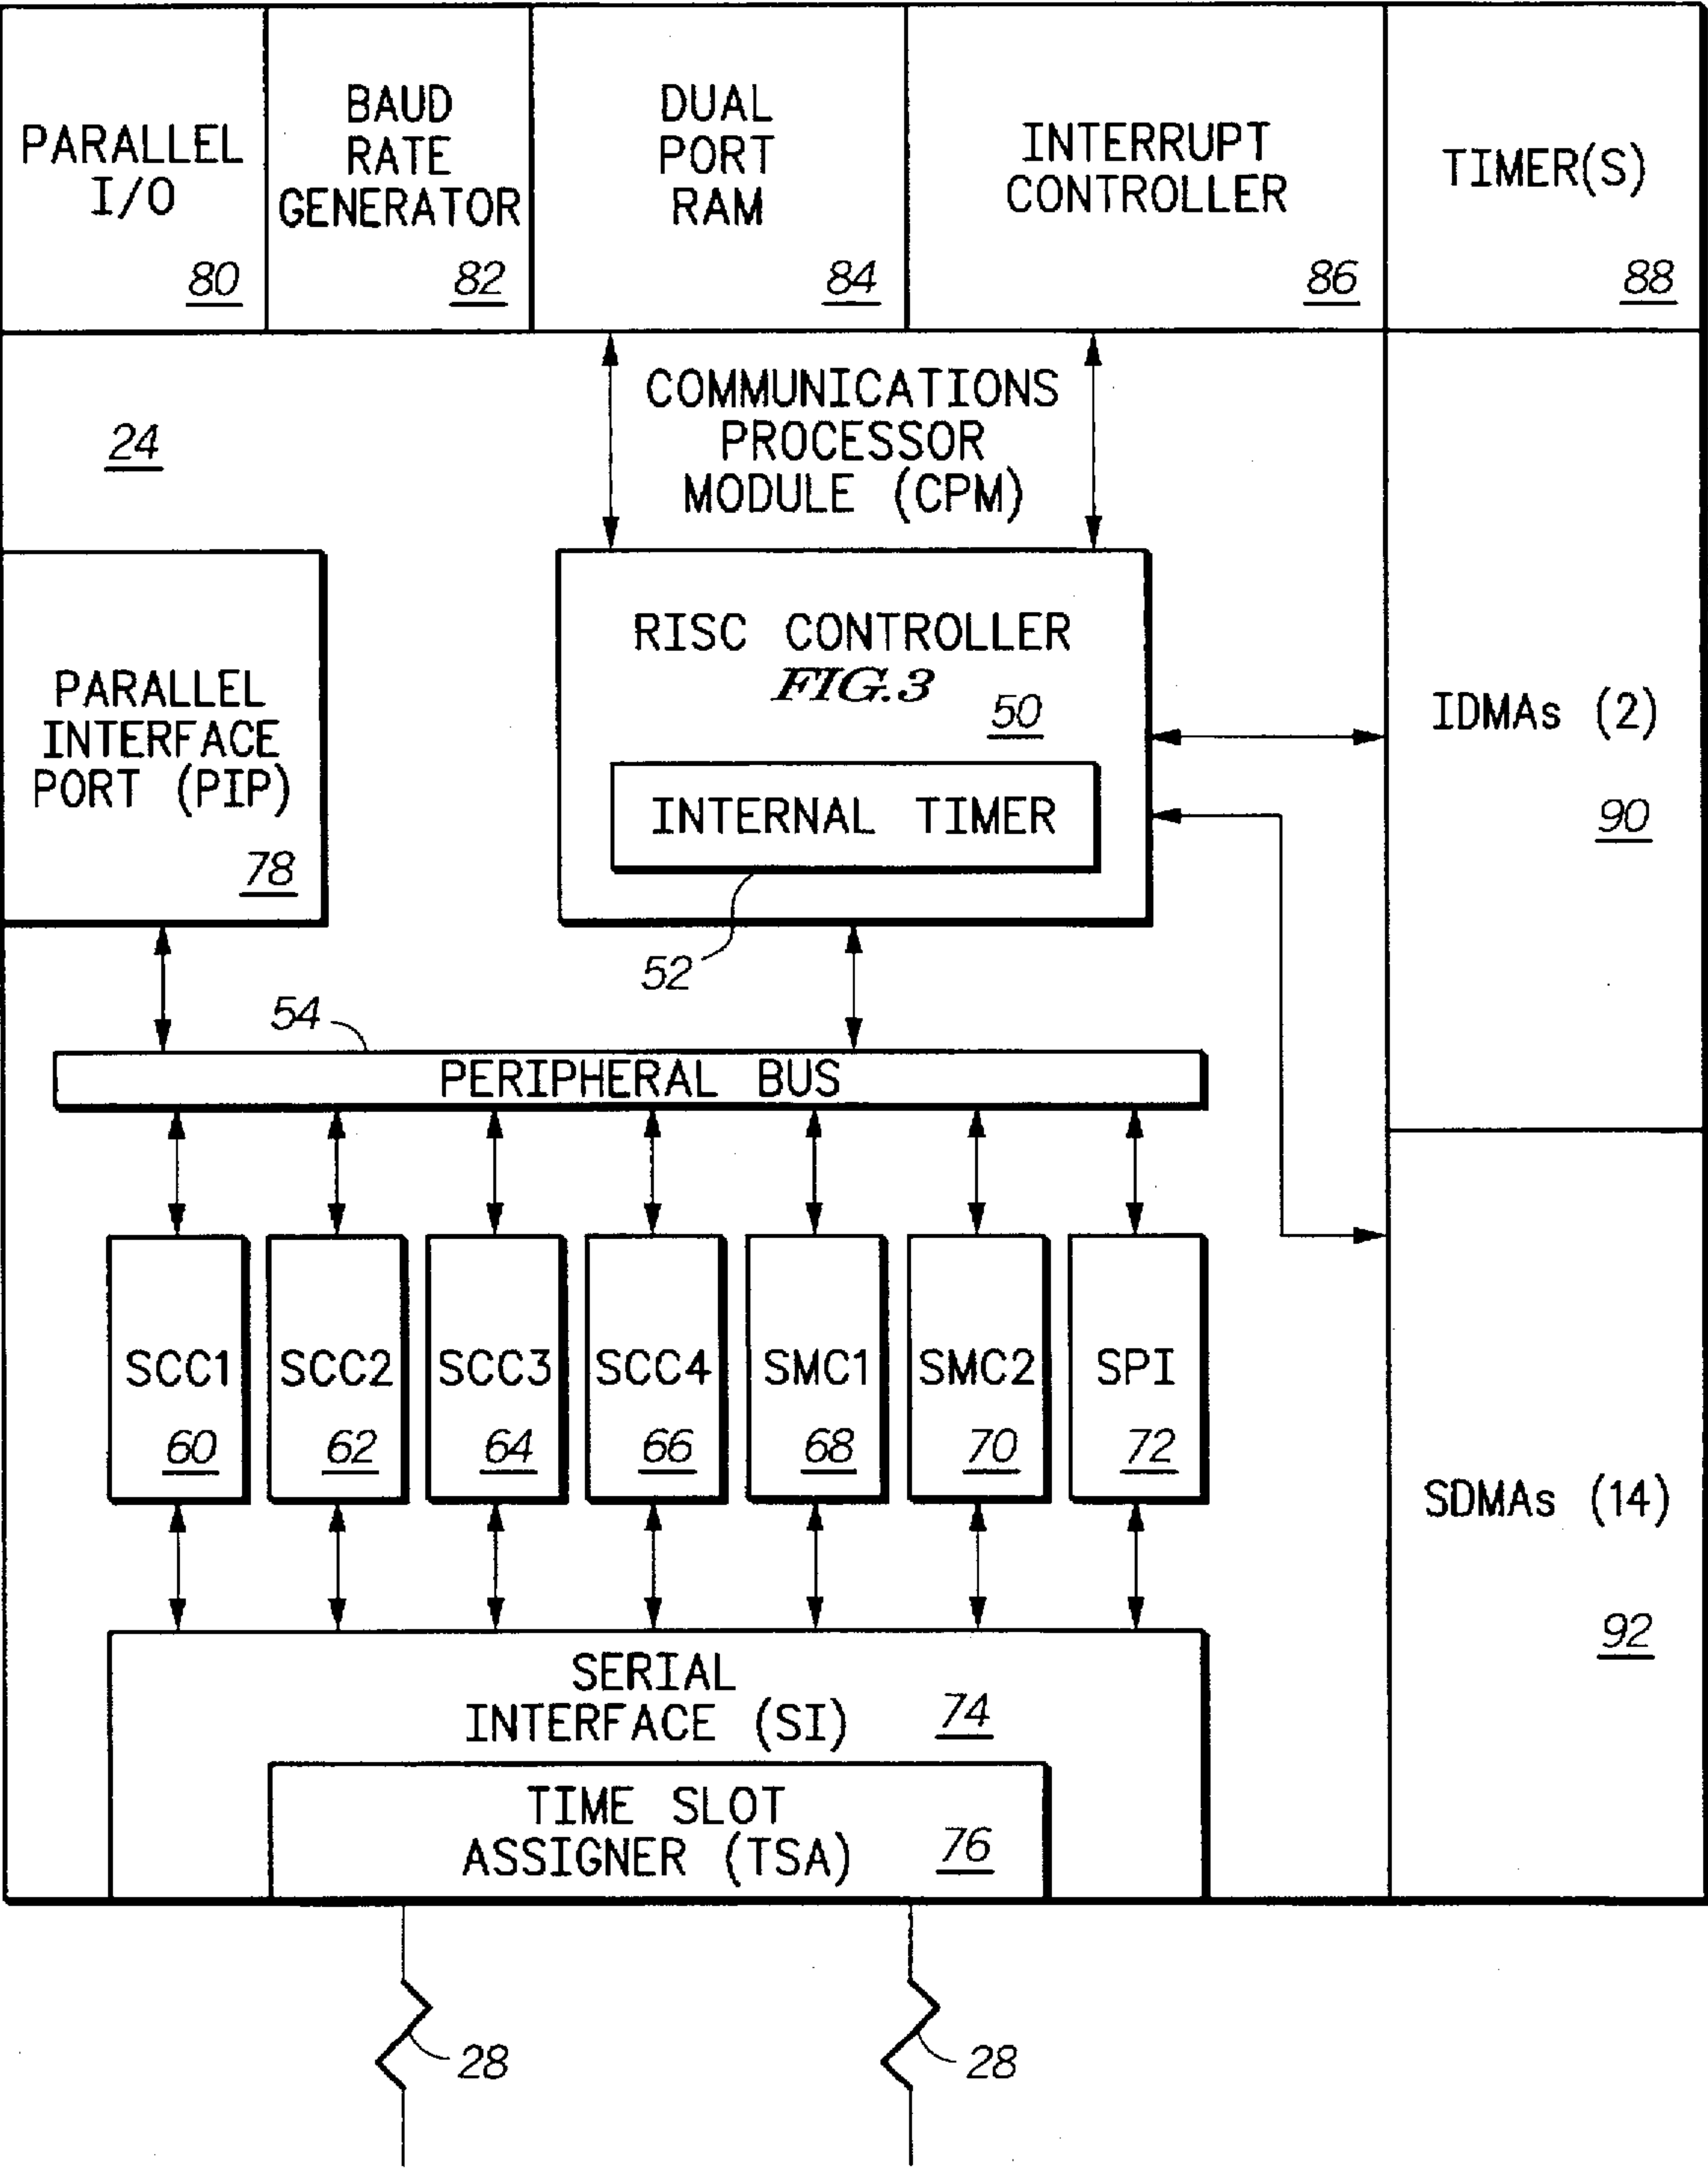 PARALLEL
I/O
80
BAUD
RATE
GENERATOR
82
DUAL
PORT
RAM
84
INTERRUPT
CONTROLLER
86
TIMER(S)
88
24
COMMUNICATIONS
PROCESSOR
MODULE (CPM)
PARALLEL
INTERFACE
PORT (PIP)
78
RISC CONTROLLER
FIG.3
50
INTERNAL TIMER
52
IDMAs (2)
90
54
PERIPHERAL BUS
SCC1
60
SCC2
62
SCC3
64
SCC4
66
SMC1
68
SMC2
70
SPI
72
SDMAs (14)
92
SERIAL
INTERFACE (SI)
74
TIME SLOT
ASSIGNER (TSA)
76
28
28